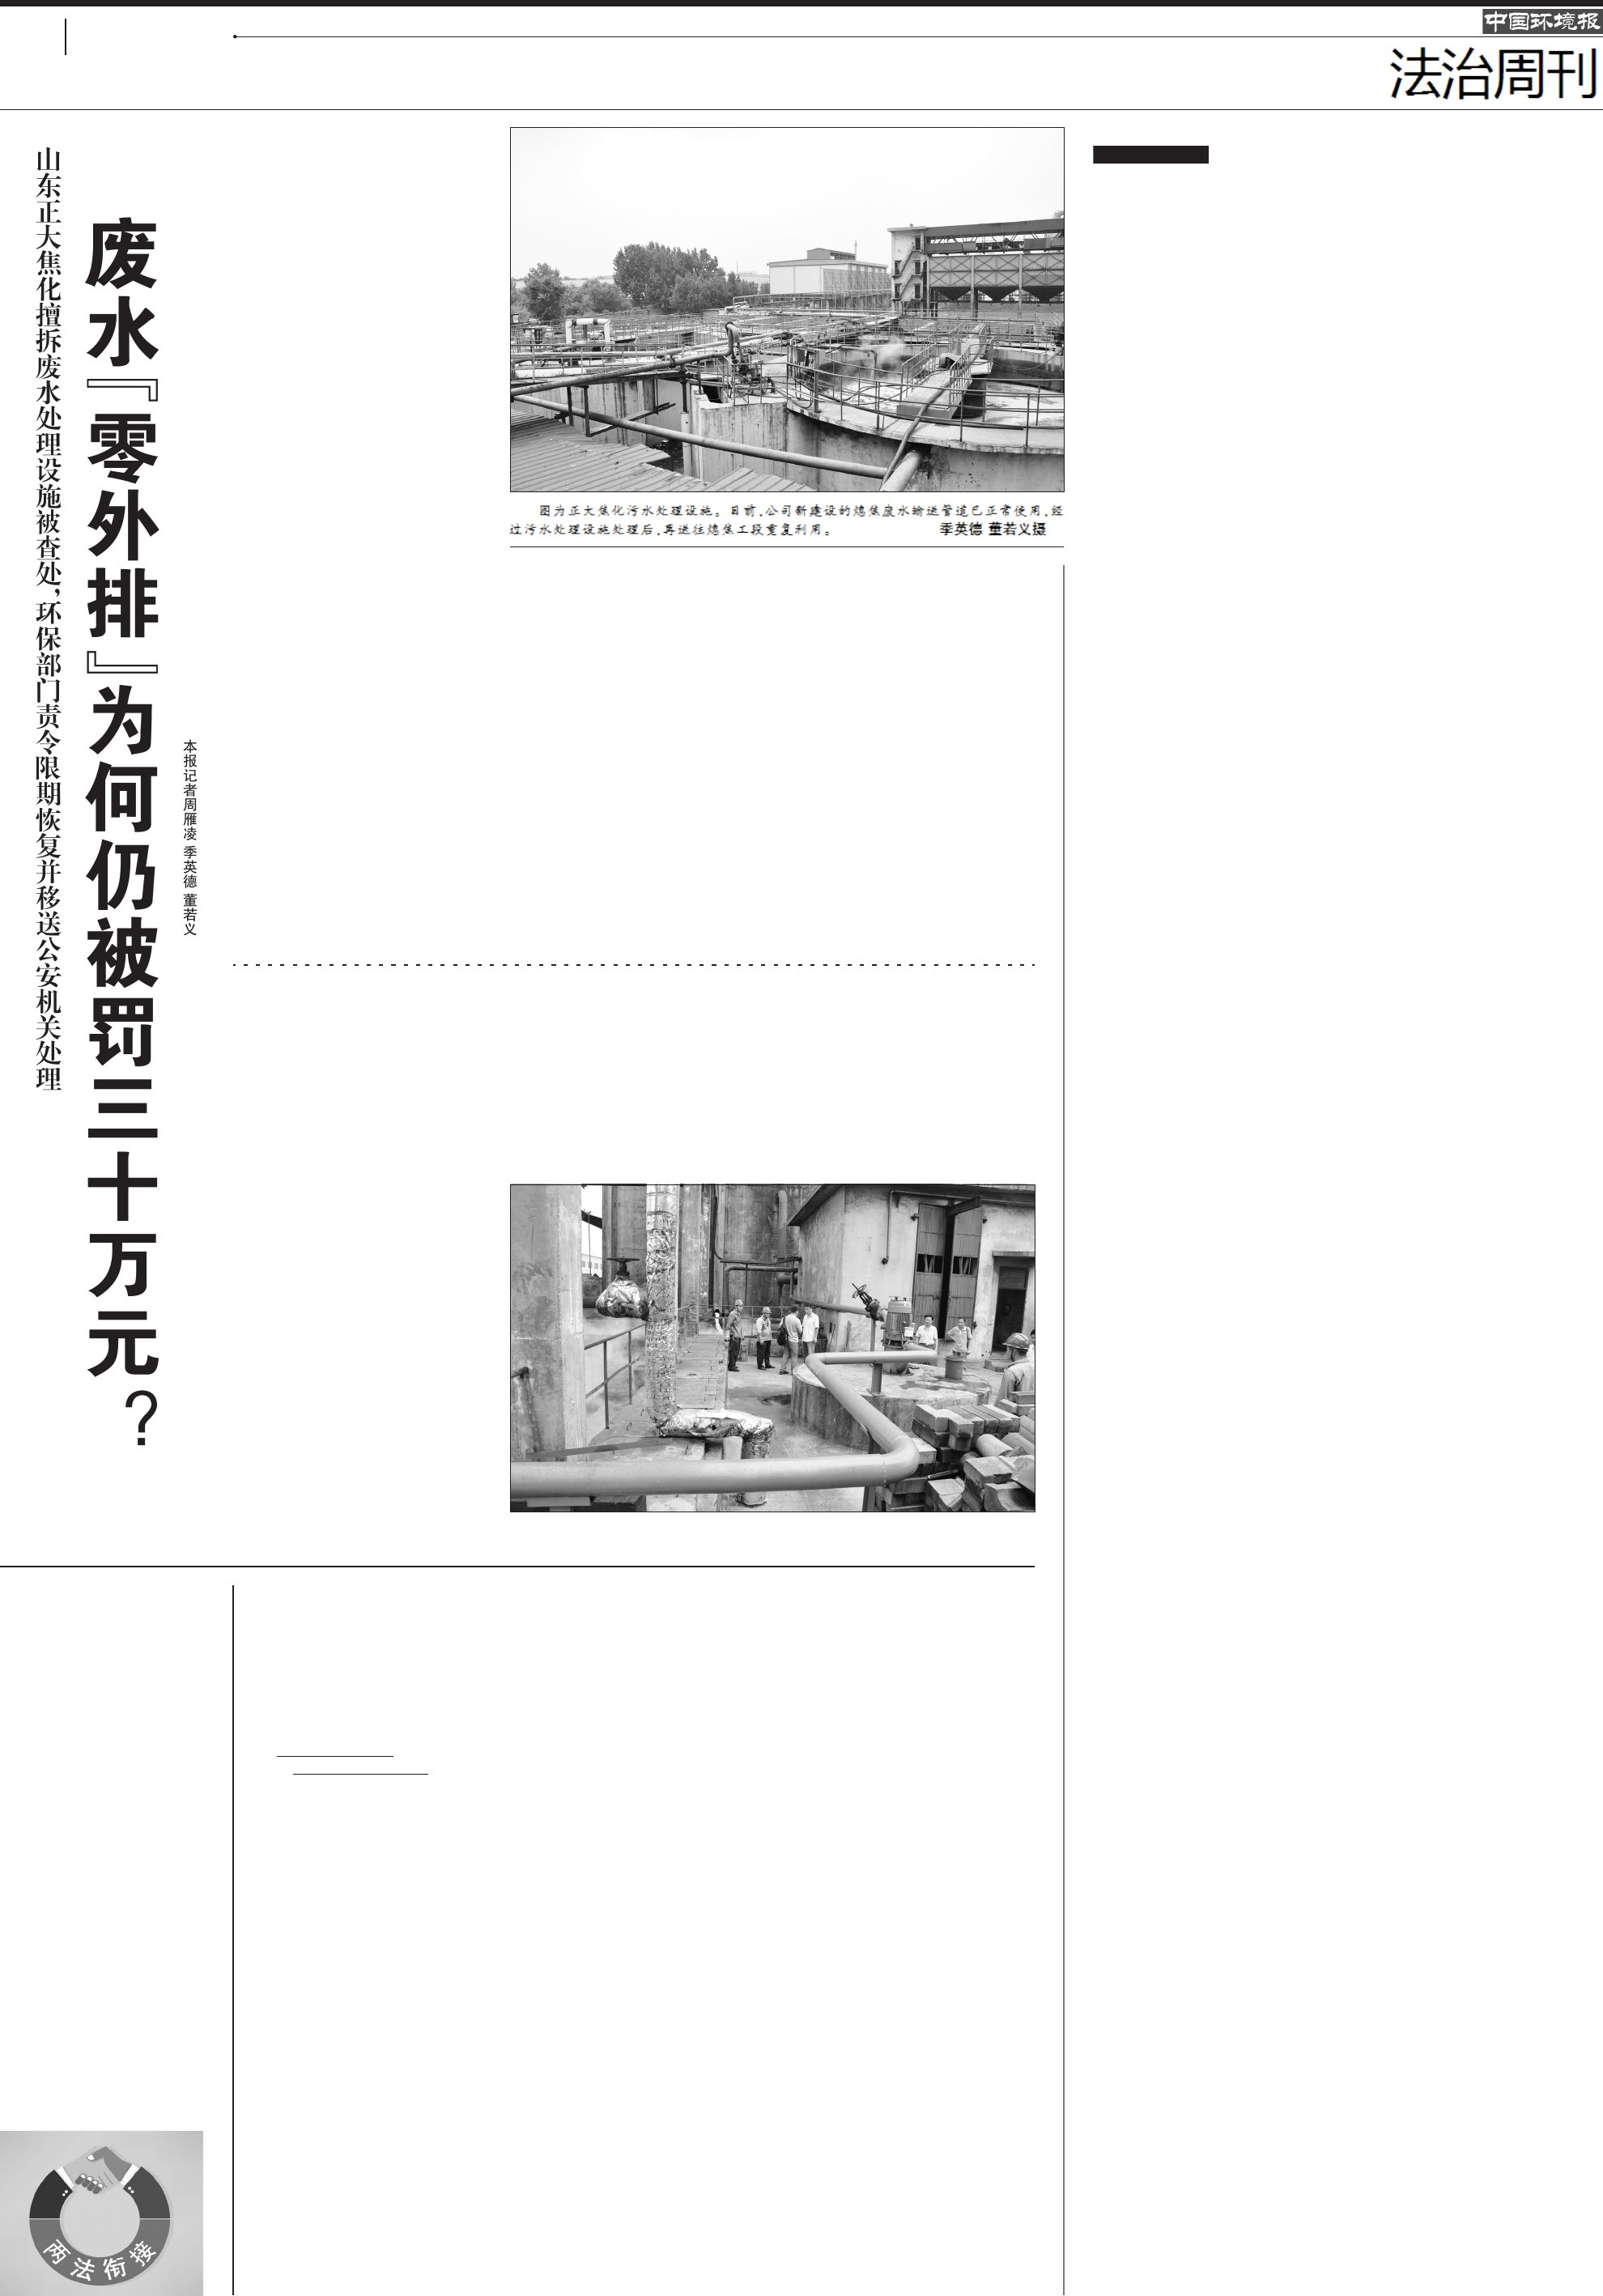 中国环境报
法治周刊
山东正大焦化擅拆废水处理设施被查处，环保部门责令限期恢复并移送公安机关处理
废水『零外排』为何仍被罚三十万元？
本报记者周雁凌 季英德 董若义
图为正大焦化污水处理设施。目前，公司新建设的熄焦废水输送管道已正常使用，经
过污水处理设施处理后，再送往熄焦工段重复利用。 季英德 董若义摄
两法衔接